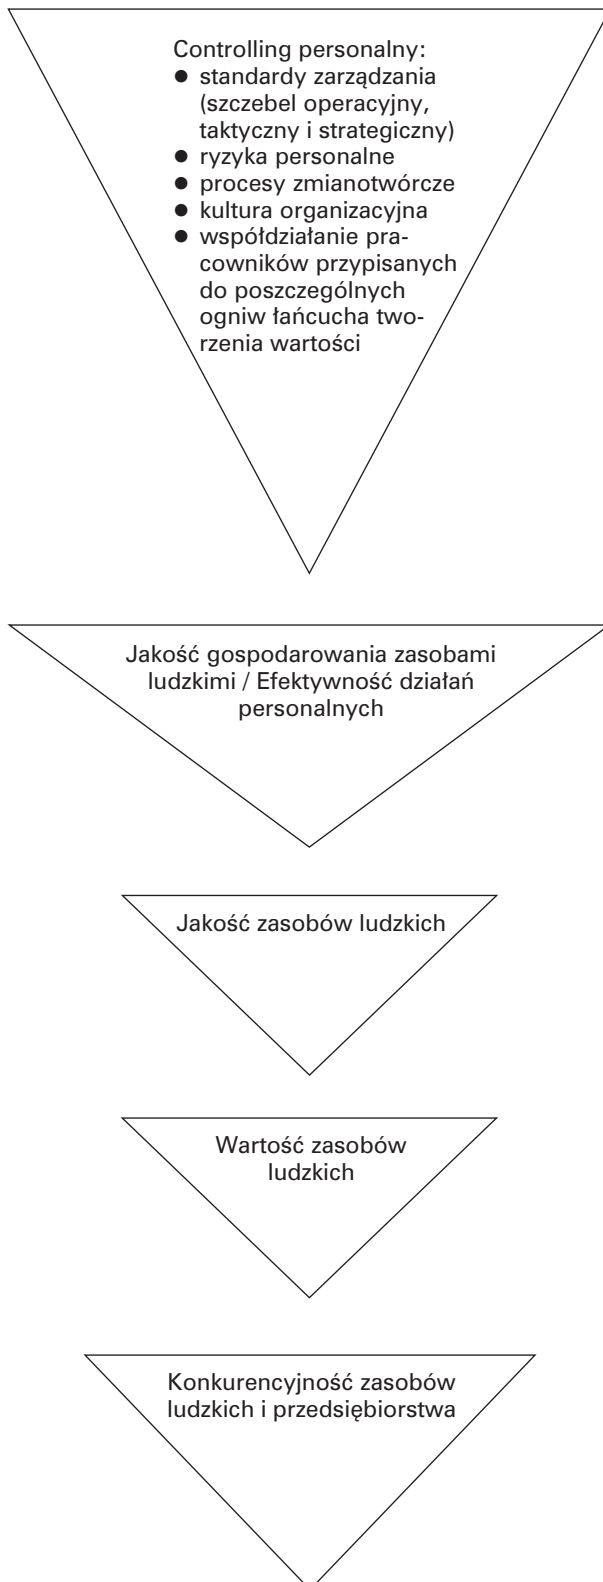 Controlling personalny:
● standardy zarządzania
(szczebel operacyjny,
taktyczny i strategiczny)
● ryzyka personalne
● procesy zmianotwórcze
● kultura organizacyjna
● współdziałanie pra-
cowników przypisanych
do poszczególnych
ogniw łańcucha two-
rzenia wartości
Jakość gospodarowania zasobami
ludzkimi / Efektywność działań
personalnych
Jakość zasobów ludzkich
Wartość zasobów
ludzkich
Konkurencyjność zasobów
ludzkich i przedsiębiorstwa